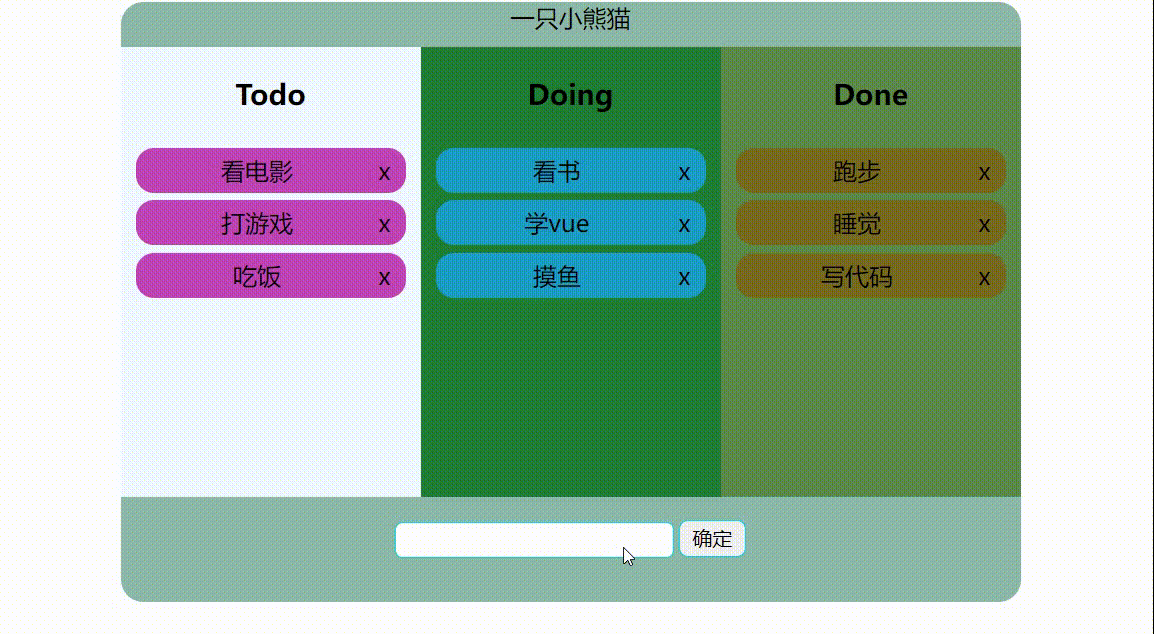 一只小熊猫
Todo
看电影 x
打游戏 x
吃饭 x
Doing
看书 x
学vue x
摸鱼 x
Done
跑步 x
睡觉 x
写代码 x
确定